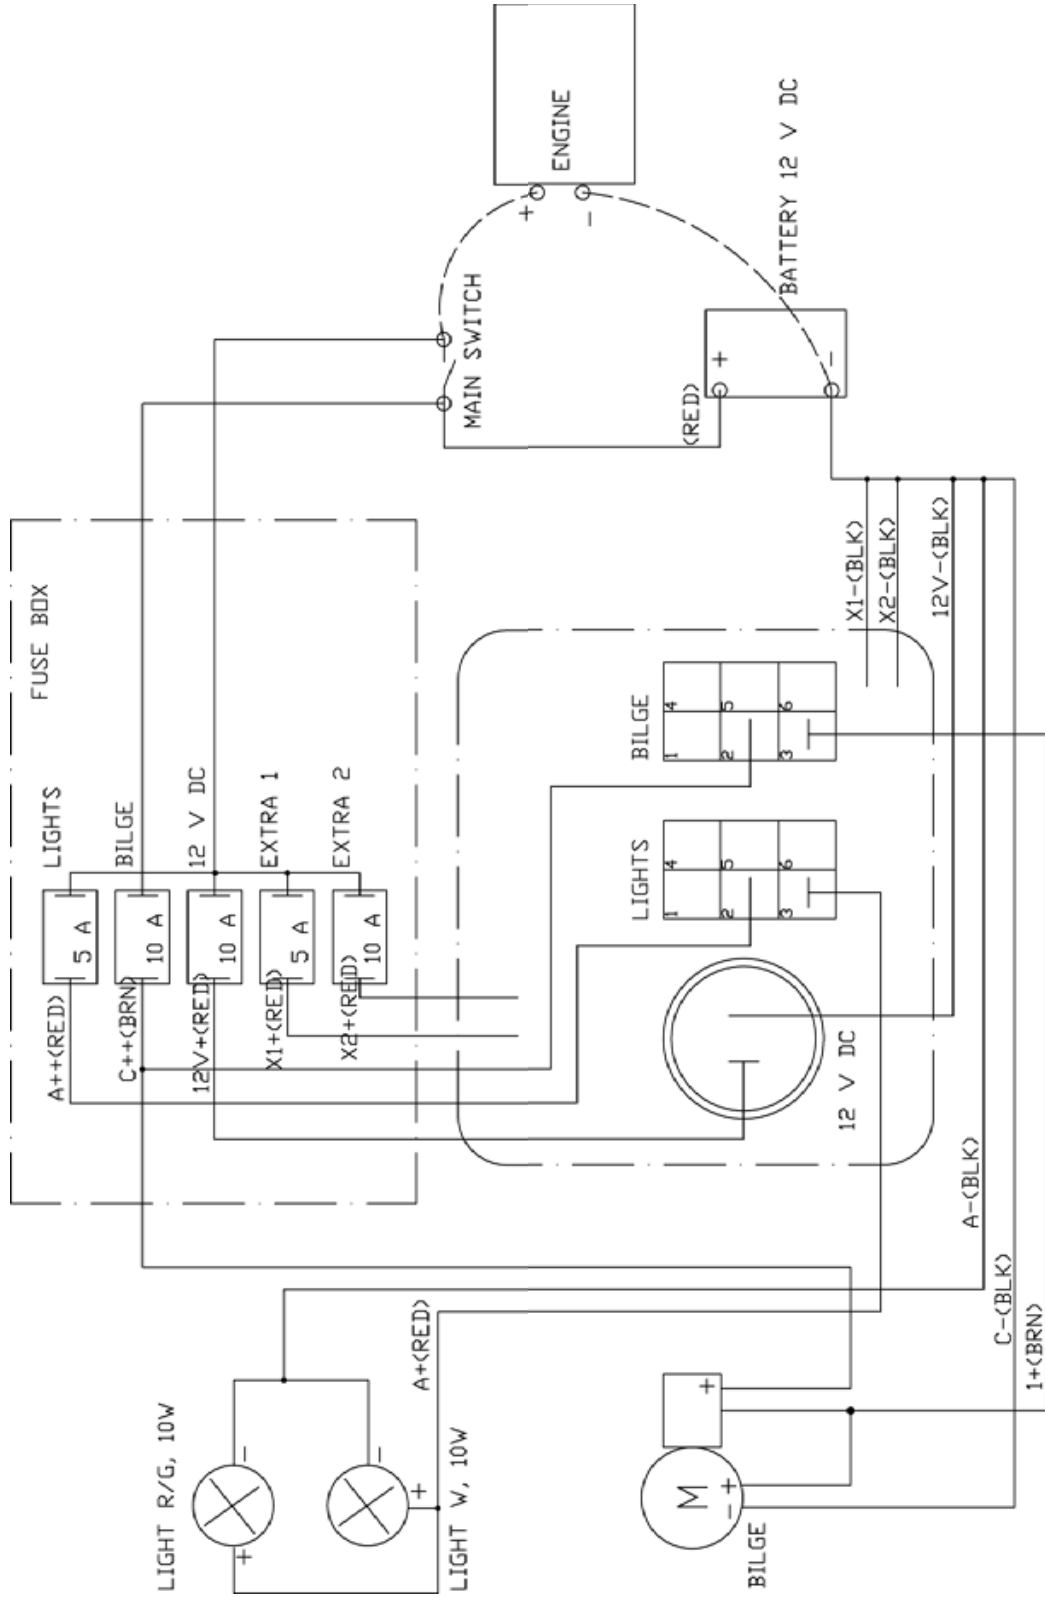 ENGINE
+
-
BATTERY 12 V DC
+
-
(RED)
MAIN SWITCH
FUSE BOX
LIGHTS
BILGE
12 V DC
EXTRA 1
EXTRA 2
5 A
10 A
10 A
5 A
10 A
A++(RED)
C++(BRN)
12V+(RED)
X1+(RED)
X2+(RED)
BILGE
1 4
2 5
3 6
LIGHTS
1 4
2 5
3 6
12 V DC
X1-(BLK)
X2-(BLK)
12V-(BLK)
A-(BLK)
C-(BLK)
1+(BRN)
A+(RED)
LIGHT R/G, 10W
+
-
LIGHT W, 10W
+
-
+
M
- +
BILGE